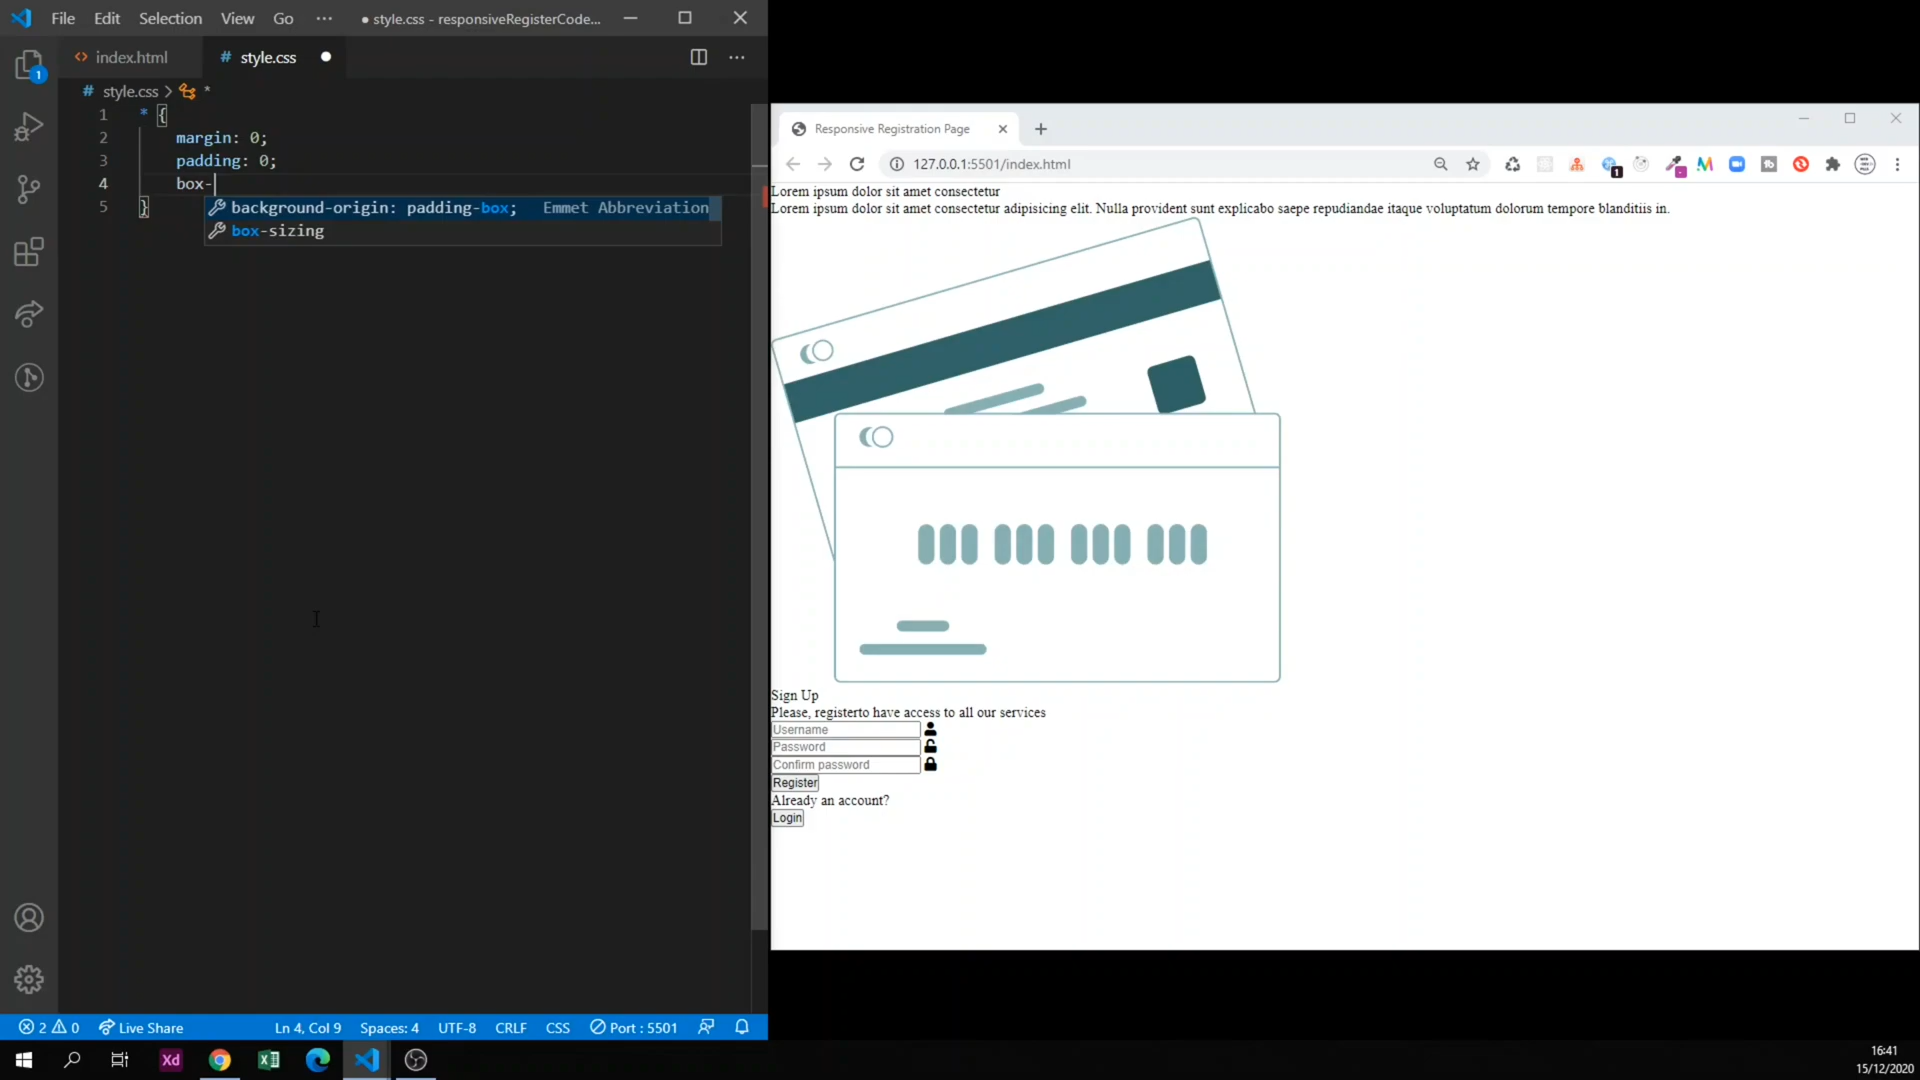 File Edit Selection View Go ··· ● style.css - responsiveRegisterCode...
index.html # style.css ●
# style.css > *
1 * {
2 margin: 0;
3 padding: 0;
4 box-
5 }
background-origin: padding-box; Emmet Abbreviation
box-sizing
2 0 Live Share Ln 4, Col 9 Spaces: 4 UTF-8 CRLF CSS Port : 5501
Responsive Registration Page
127.0.0.1:5501/index.html
Lorem ipsum dolor sit amet consectetur
Lorem ipsum dolor sit amet consectetur adipisicing elit. Nulla provident sunt explicabo saepe repudiandae itaque voluptatum dolorum tempore blanditiis in.
Sign Up
Please, registerto have access to all our services
Username
Password
Confirm password
Register
Already an account?
Login
1
1
Xd
16:41
15/12/2020